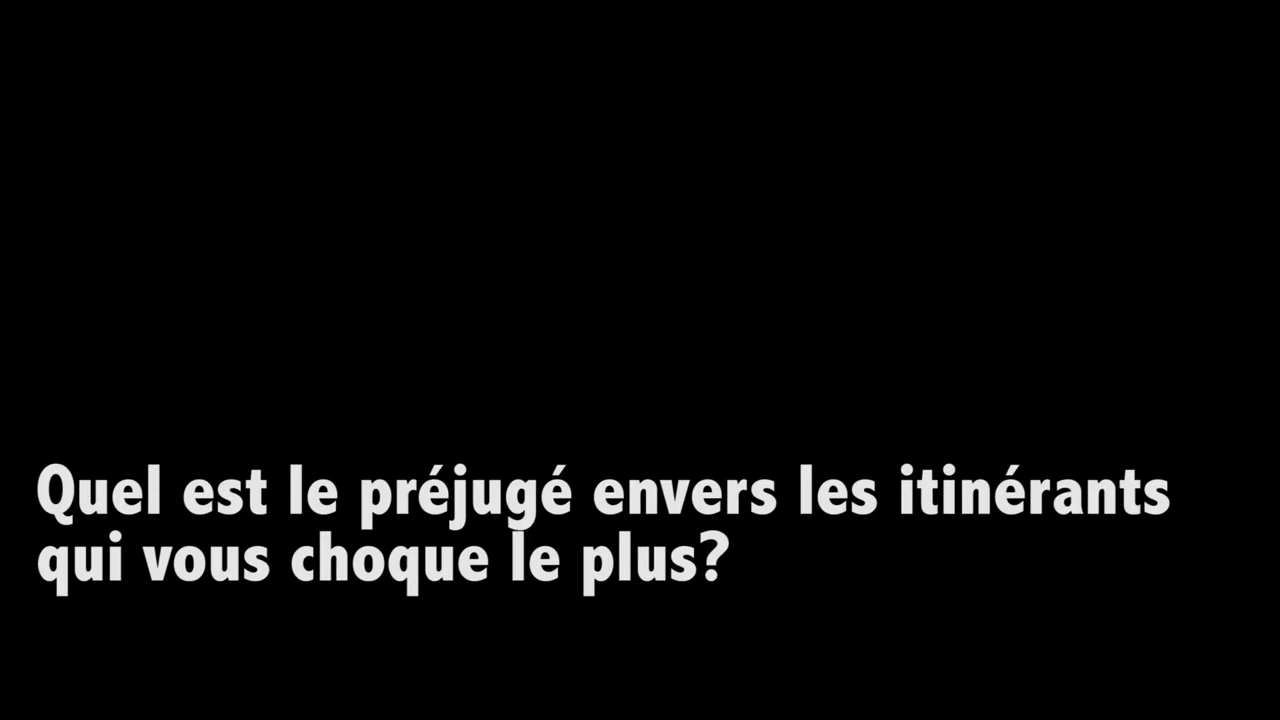 Quel est le préjugé envers les itinérants
qui vous choque le plus?